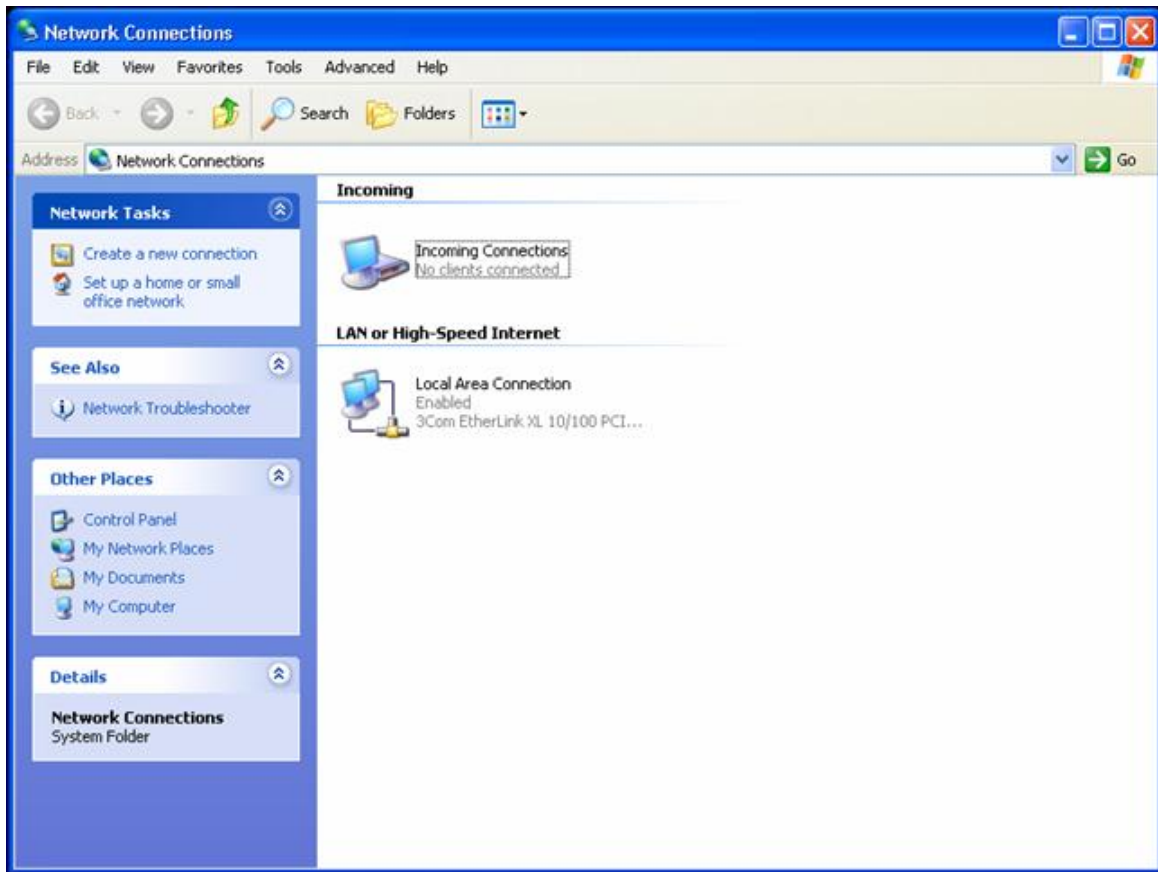 Network Connections
File Edit View Favorites Tools Advanced Help
Back Search Folders
Address Network Connections Go
Network Tasks
Create a new connection
Set up a home or small
office network
See Also
Network Troubleshooter
Other Places
Control Panel
My Network Places
My Documents
My Computer
Details
Network Connections
System Folder
Incoming
Incoming Connections
No clients connected
LAN or High-Speed Internet
Local Area Connection
Enabled
3Com EtherLink XL 10/100 PCI...